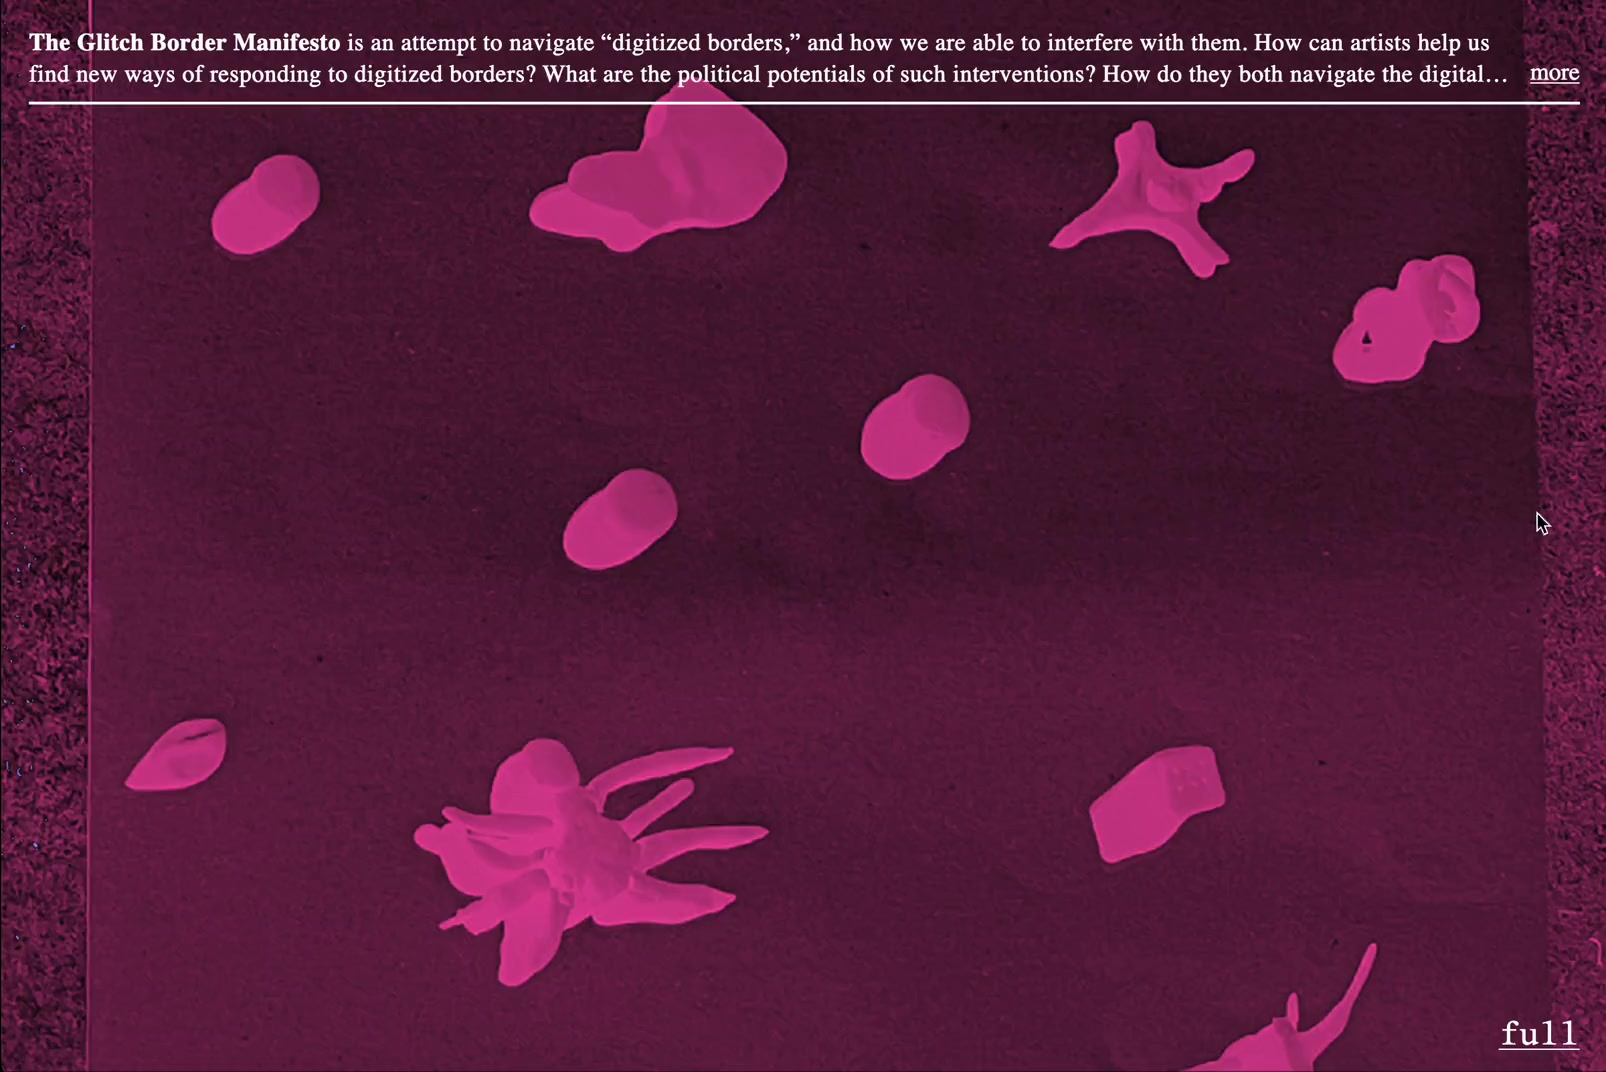 The Glitch Border Manifesto is an attempt to navigate “digitized borders,” and how we are able to interfere with them. How can artists help us
find new ways of responding to digitized borders? What are the political potentials of such interventions? How do they both navigate the digital… more
full